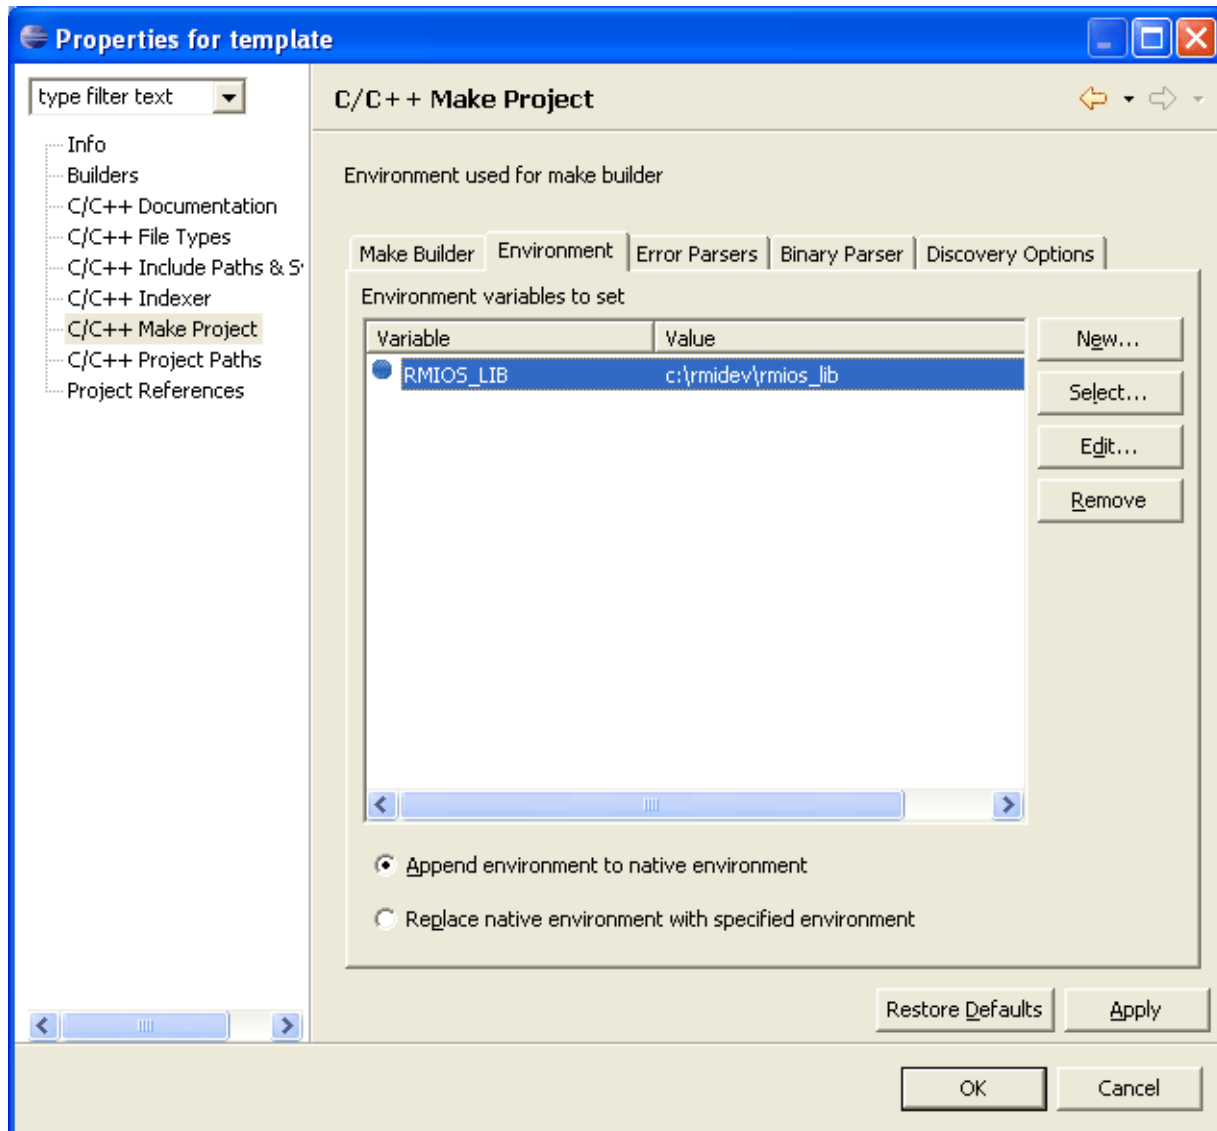 Properties for template
type filter text
C/C++ Make Project
Info
Builders
C/C++ Documentation
C/C++ File Types
C/C++ Include Paths & S
C/C++ Indexer
C/C++ Make Project
C/C++ Project Paths
Project References
Environment used for make builder
Make Builder Environment Error Parsers Binary Parser Discovery Options
Environment variables to set
Variable Value
RMIOS_LIB c:\rmidev\rmios_lib
New...
Select...
Edit...
Remove
Append environment to native environment
Replace native environment with specified environment
Restore Defaults Apply
OK Cancel